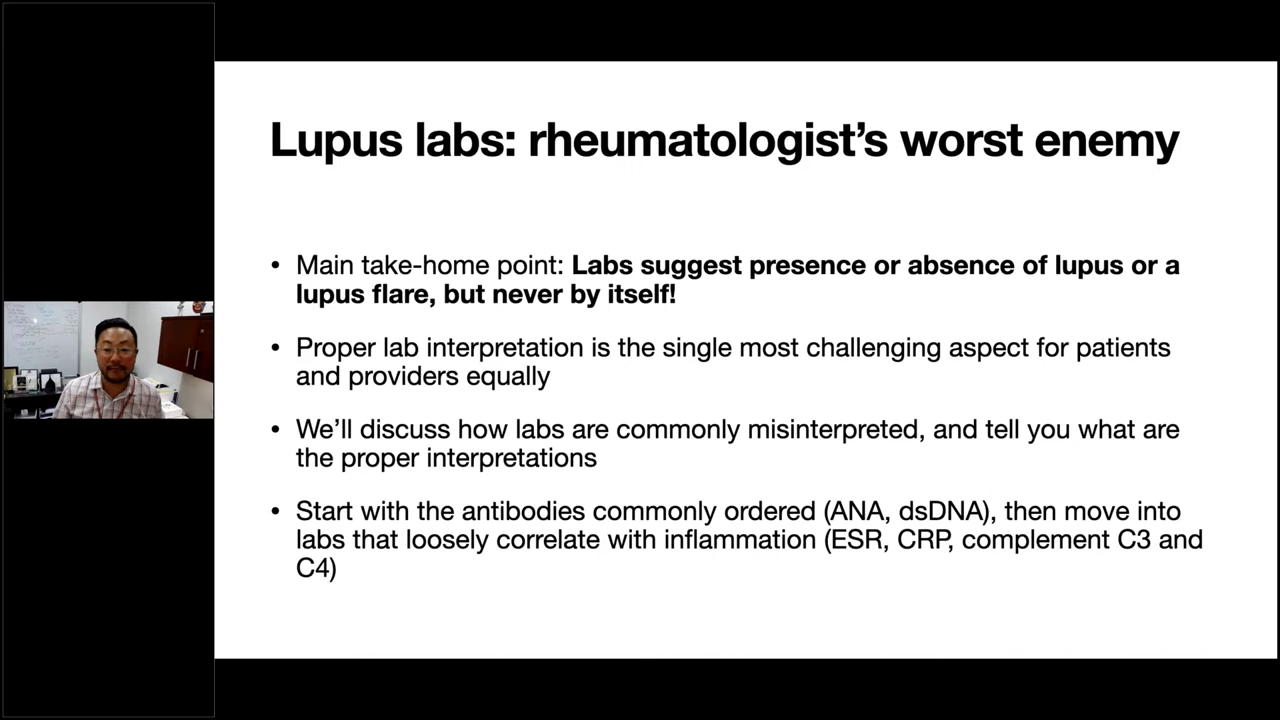 Lupus labs: rheumatologist’s worst enemy
• Main take-home point: Labs suggest presence or absence of lupus or a
lupus flare, but never by itself!
• Proper lab interpretation is the single most challenging aspect for patients
and providers equally
• We’ll discuss how labs are commonly misinterpreted, and tell you what are
the proper interpretations
• Start with the antibodies commonly ordered (ANA, dsDNA), then move into
labs that loosely correlate with inflammation (ESR, CRP, complement C3 and
C4)